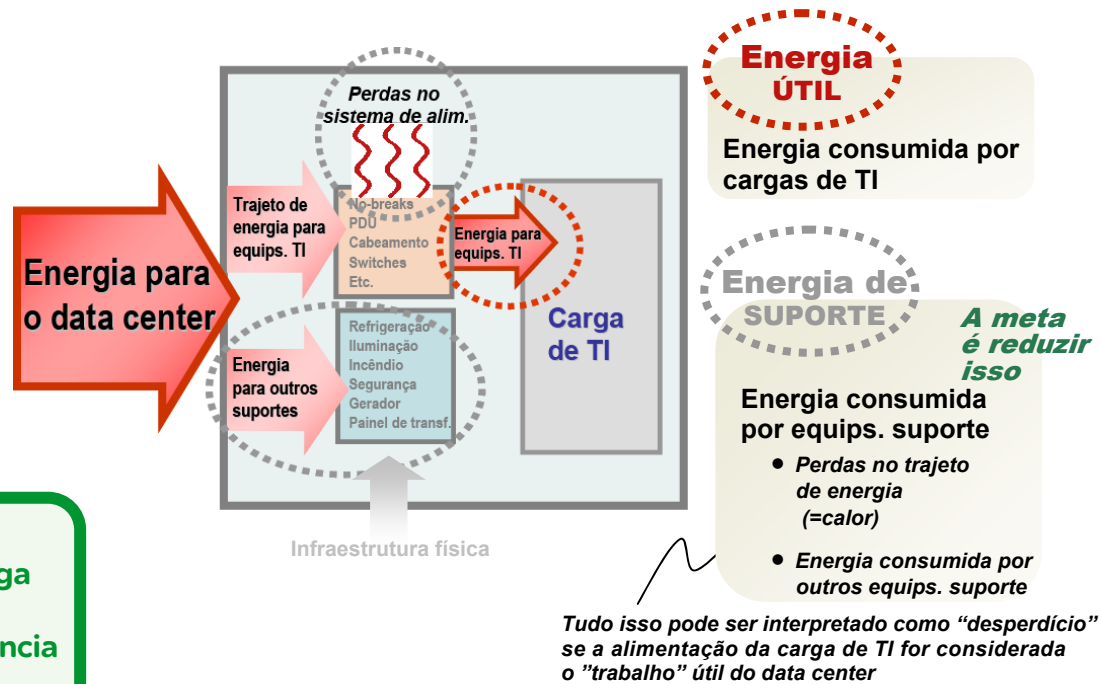 Energia para
o data center
Perdas no
sistema de alim.
Trajeto de
energia para
equips. TI
No-breaks
PDU
Cabeamento
Switches
Etc.
Energia para
equips. TI
Energia
para outros
suportes
Refrigeração
Iluminação
Incêndio
Segurança
Gerador
Painel de transf.
Carga
de TI
Infraestrutura física
Energia
ÚTIL
Energia consumida por
cargas de TI
Energia de
SUPORTE
A meta
é reduzir
isso
Energia consumida
por equips. suporte
• Perdas no trajeto
de energia
(=calor)
• Energia consumida por
outros equips. suporte
Tudo isso pode ser interpretado como “desperdício”
se a alimentação da carga de TI for considerada
o ”trabalho” útil do data center
ga
ncia